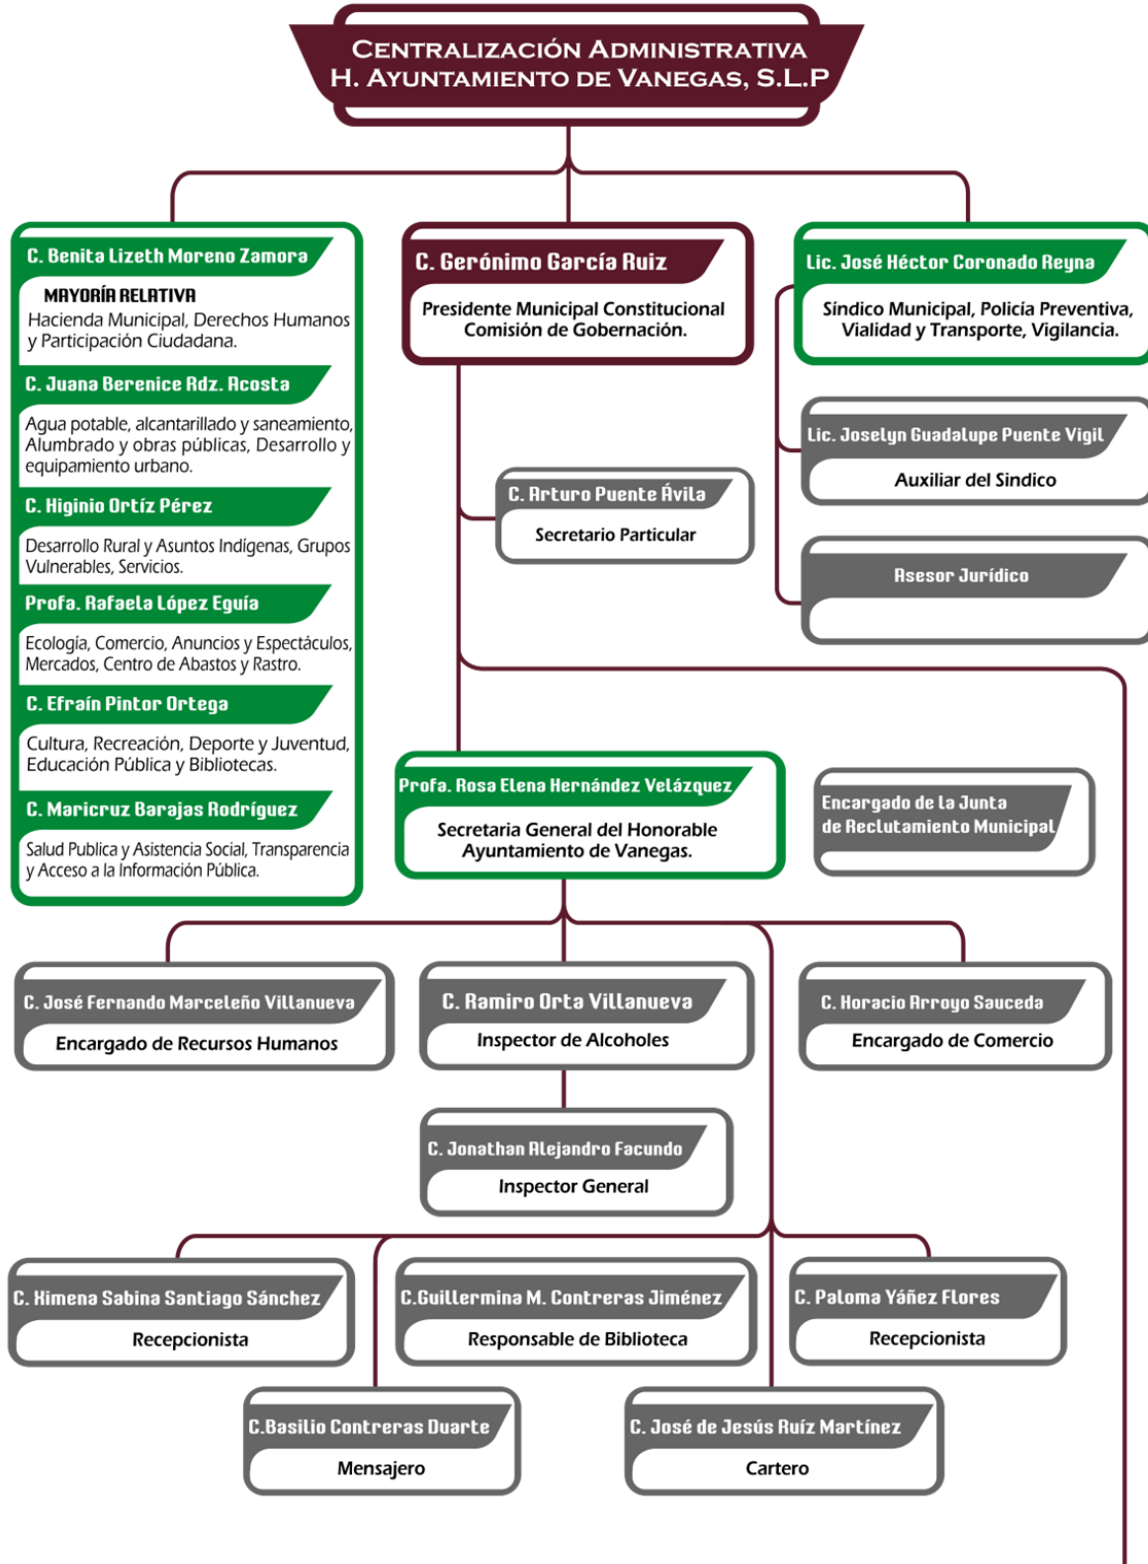 CENTRALIZACIÓN ADMINISTRATIVA
H. AYUNTAMIENTO DE VANEGAS, S.L.P
C. Benita Lizeth Moreno Zamora
MAYORÍA RELATIVA
Hacienda Municipal, Derechos Humanos
y Participación Ciudadana.
C. Juana Berenice Rdz. Acosta
Agua potable, alcantarillado y saneamiento,
Alumbrado y obras públicas, Desarrollo y
equipamiento urbano.
C. Higinio Ortíz Pérez
Desarrollo Rural y Asuntos Indígenas, Grupos
Vulnerables, Servicios.
Profa. Rafaela López Eguía
Ecología, Comercio, Anuncios y Espectáculos,
Mercados, Centro de Abastos y Rastro.
C. Efraín Pintor Ortega
Cultura, Recreación, Deporte y Juventud,
Educación Pública y Bibliotecas.
C. Maricruz Barajas Rodríguez
Salud Publica y Asistencia Social, Transparencia
y Acceso a la Información Pública.
C. Gerónimo García Ruiz
Presidente Municipal Constitucional
Comisión de Gobernación.
Lic. José Héctor Coronado Reyna
Síndico Municipal, Policía Preventiva,
Vialidad y Transporte, Vigilancia.
Lic. Joselyn Guadalupe Puente Vigil
Auxiliar del Sindico
Asesor Jurídico
C. Arturo Puente Ávila
Secretario Particular
Profa. Rosa Elena Hernández Velázquez
Secretaria General del Honorable
Ayuntamiento de Vanegas.
Encargado de la Junta
de Reclutamiento Municipal
C. José Fernando Marceleño Villanueva
Encargado de Recursos Humanos
C. Ramiro Orta Villanueva
Inspector de Alcoholes
C. Horacio Arroyo Sauceda
Encargado de Comercio
C. Jonathan Alejandro Facundo
Inspector General
C. Ximena Sabina Santiago Sánchez
Recepcionista
C.Guillermina M. Contreras Jiménez
Responsable de Biblioteca
C. Paloma Yáñez Flores
Recepcionista
C.Basilio Contreras Duarte
Mensajero
C. José de Jesús Ruíz Martínez
Cartero